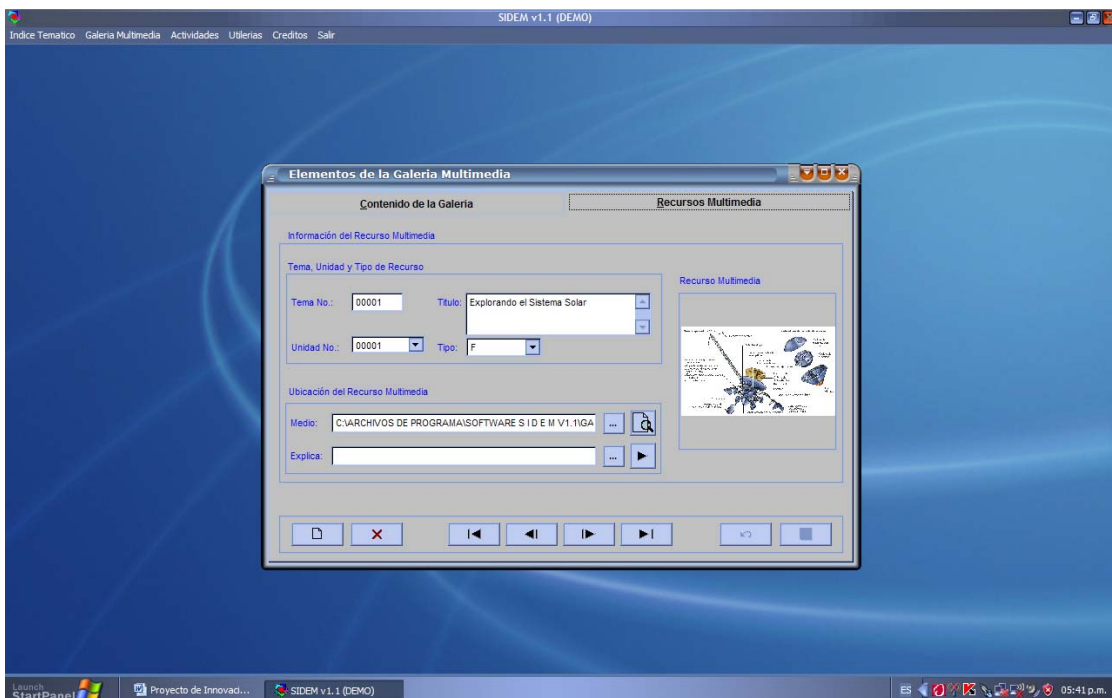 SIDEM v1.1 (DEMO)
Indice Tematico Galeria Multimedia Actividades Utilerias Creditos Salir
Elementos de la Galeria Multimedia
Contenido de la Galeria Recursos Multimedia
Información del Recurso Multimedia
Tema, Unidad y Tipo de Recurso
Recurso Multimedia
Tema No.: 00001 Titulo: Explorando el Sistema Solar
Unidad No.: 00001 Tipo: F
Ubicación del Recurso Multimedia
Medio: C:\ARCHIVOS DE PROGRAMA\SOFTWARE S I D E M V1.1\GA ...
Explica: ...
Launch
StartPanel Proyecto de Innovaci... SIDEM v1.1 (DEMO) ES 05:41 p.m.